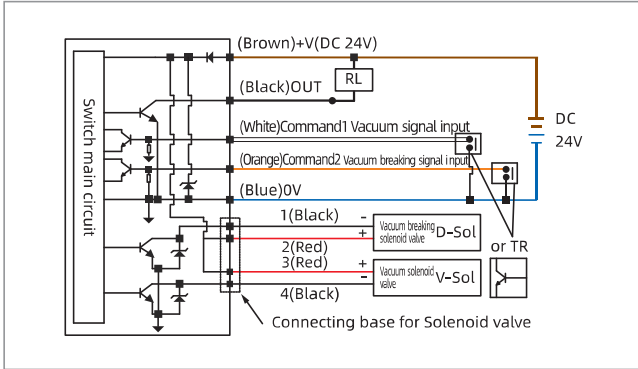 (Brown)+V(DC 24V)
RL
(Black)OUT
Switch main circuit
(White)Command1 Vacuum signal input
DC
24V
(Orange)Command2 Vacuum breaking signal input
(Blue)0V
1(Black)
-
+
Vacuum breaking
solenoid valve
D-Sol
or TR
2(Red)
3(Red)
+
-
Vacuum solenoid
valve
V-Sol
4(Black)
Connecting base for Solenoid valve